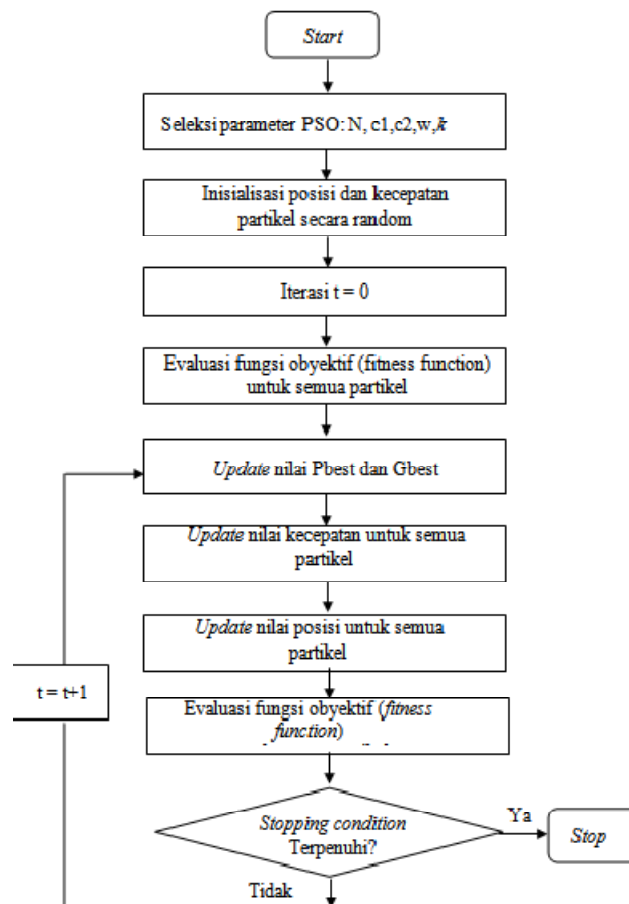 Start
Seleksi parameter PSO: N, c1,c2,w,k
Inisialisasi posisi dan kecepatan
partikel secara random
Iterasi t = 0
Evaluasi fungsi obyektif (fitness function)
untuk semua partikel
Update nilai Pbest dan Gbest
Update nilai kecepatan untuk semua
partikel
Update nilai posisi untuk semua
partikel
t = t+1
Evaluasi fungsi obyektif (fitness
function)
Stopping condition
Terpenuhi?
Ya
Stop
Tidak